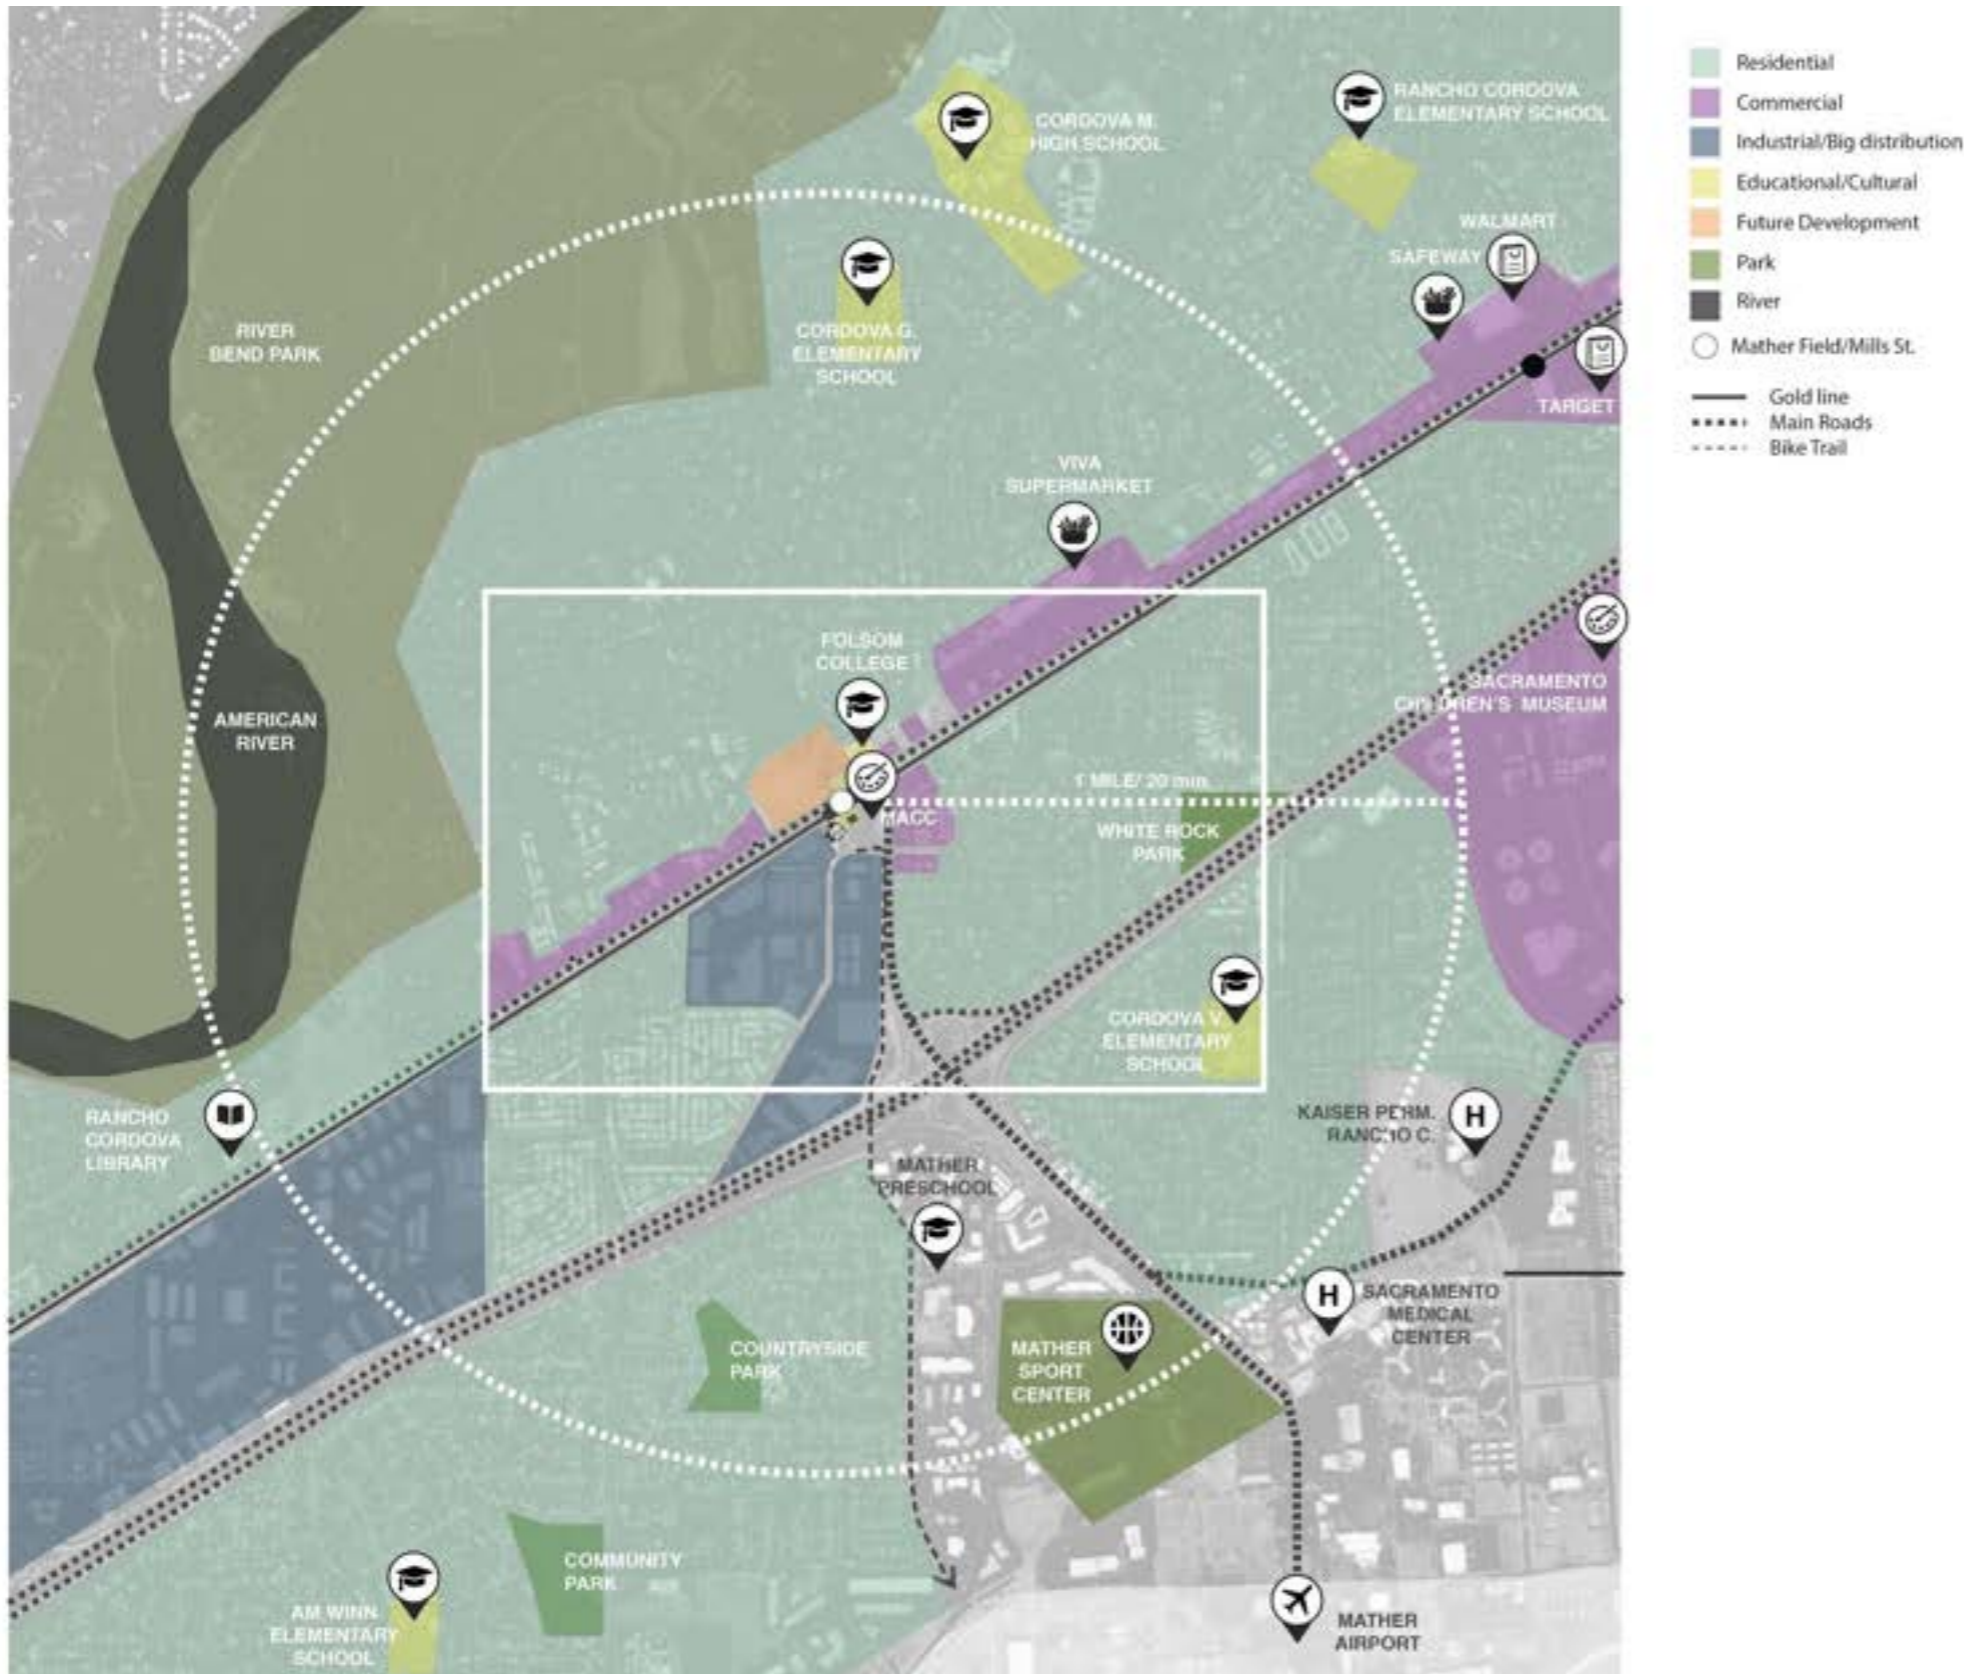 RANCHO CORDOVA
ELEMENTARY SCHOOL
CORDOVA M.
HIGH SCHOOL
WALMART
SAFEWAY
TARGET
CORDOVA G.
ELEMENTARY
SCHOOL
RIVER
BEND PARK
VIVA
SUPERMARKET
FOLSOM
COLLEGE
AMERICAN
RIVER
SACRAMENTO
CHILDREN'S MUSEUM
1 MILE/ 20 min
MACC
WHITE ROCK
PARK
CORDOVA V.
ELEMENTARY
SCHOOL
RANCHO
CORDOVA
LIBRARY
KAISER PERM.
RANCHO C.
H
MATHER
PRESCHOOL
H
SACRAMENTO
MEDICAL
CENTER
COUNTRYSIDE
PARK
MATHER
SPORT
CENTER
COMMUNITY
PARK
AM WINN
ELEMENTARY
SCHOOL
MATHER
AIRPORT
Residential
Commercial
Industrial/Big distribution
Educational/Cultural
Future Development
Park
River
Mather Field/Mills St.
Gold line
Main Roads
Bike Trail